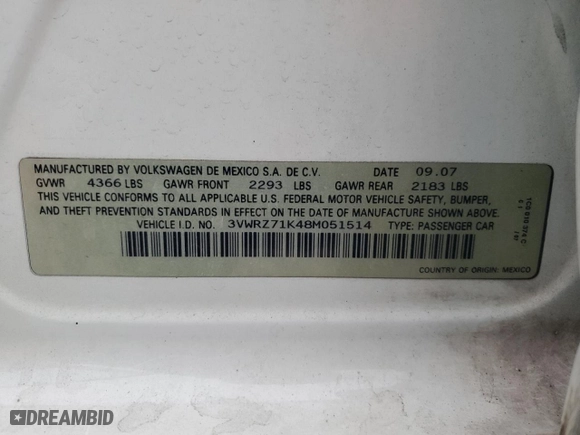 MANUFACTURED BY VOLKSWAGEN DE MEXICO S.A. DE C.V. DATE 09.07
GVWR 4366 LBS GAWR FRONT 2293 LBS GAWR REAR 2183 LBS
THIS VEHICLE CONFORMS TO ALL APPLICABLE U.S. FEDERAL MOTOR VEHICLE SAFETY, BUMPER,
AND THEFT PREVENTION STANDARDS IN EFFECT ON THE DATE OF MANUFACTURE SHOWN ABOVE.
VEHICLE I.D. NO. 3VWRZ71K48M051514 TYPE: PASSENGER CAR
COUNTRY OF ORIGIN: MEXICO
DREAMBID